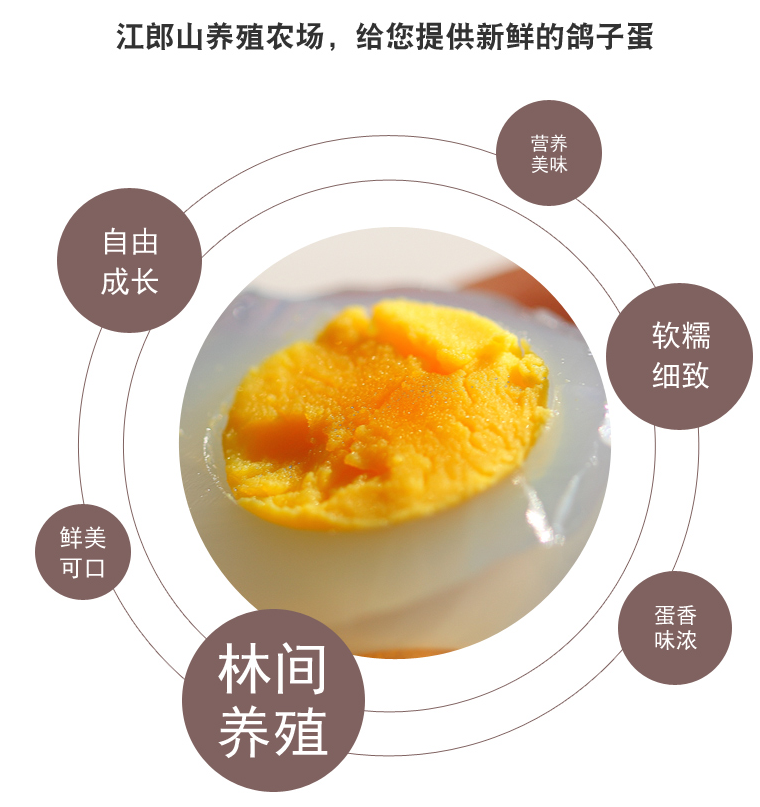 江郎山养殖农场，给您提供新鲜的鸽子蛋
营养
美味
自由
成长
软糯
细致
鲜美
可口
蛋香
味浓
林间
养殖